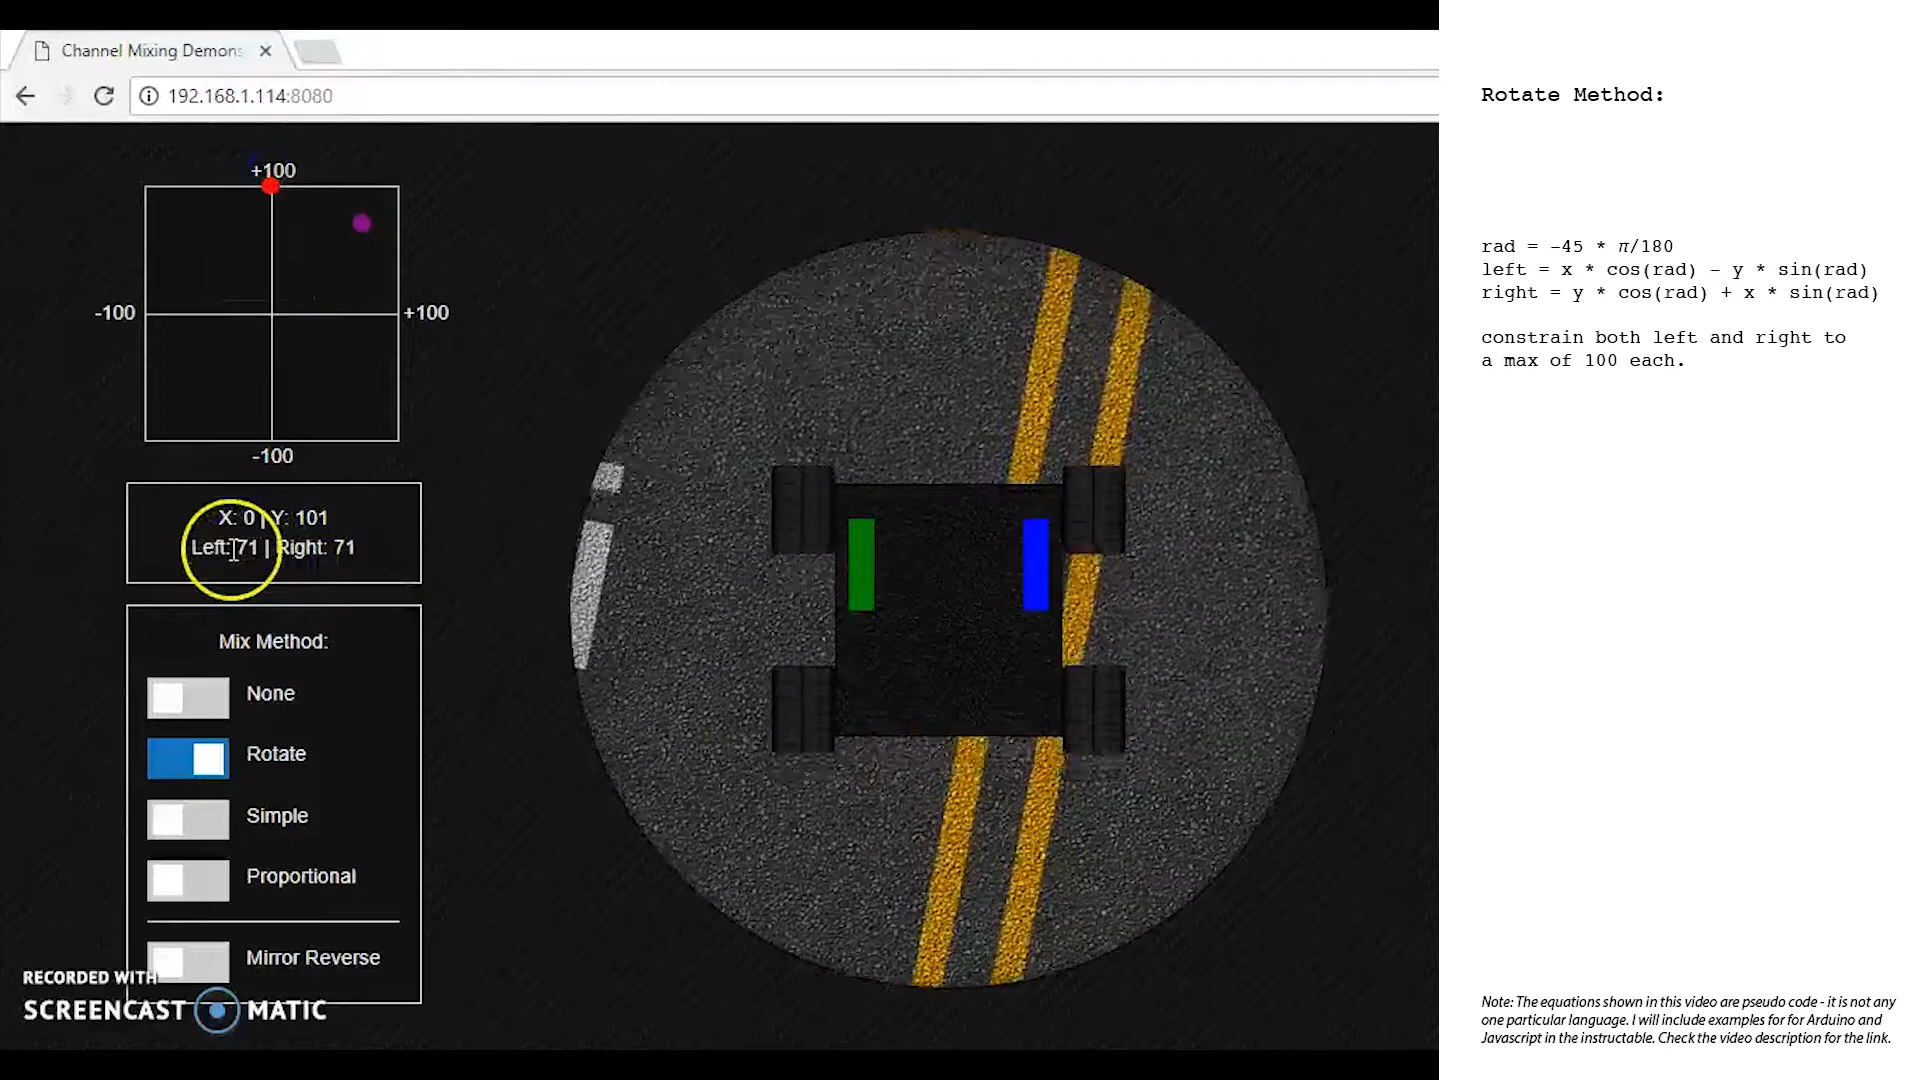 Channel Mixing Demons
192.168.1.114:8080
+100
-100
+100
-100
X: 0 | Y: 101
Left: 71 | Right: 71
Mix Method:
None
Rotate
Simple
Proportional
Mirror Reverse
RECORDED WITH
SCREENCAST MATIC
Rotate Method:
rad = -45 * π/180
left = x * cos(rad) - y * sin(rad)
right = y * cos(rad) + x * sin(rad)
constrain both left and right to
a max of 100 each.
Note: The equations shown in this video are pseudo code - it is not any
one particular language. I will include examples for for Arduino and
Javascript in the instructable. Check the video description for the link.